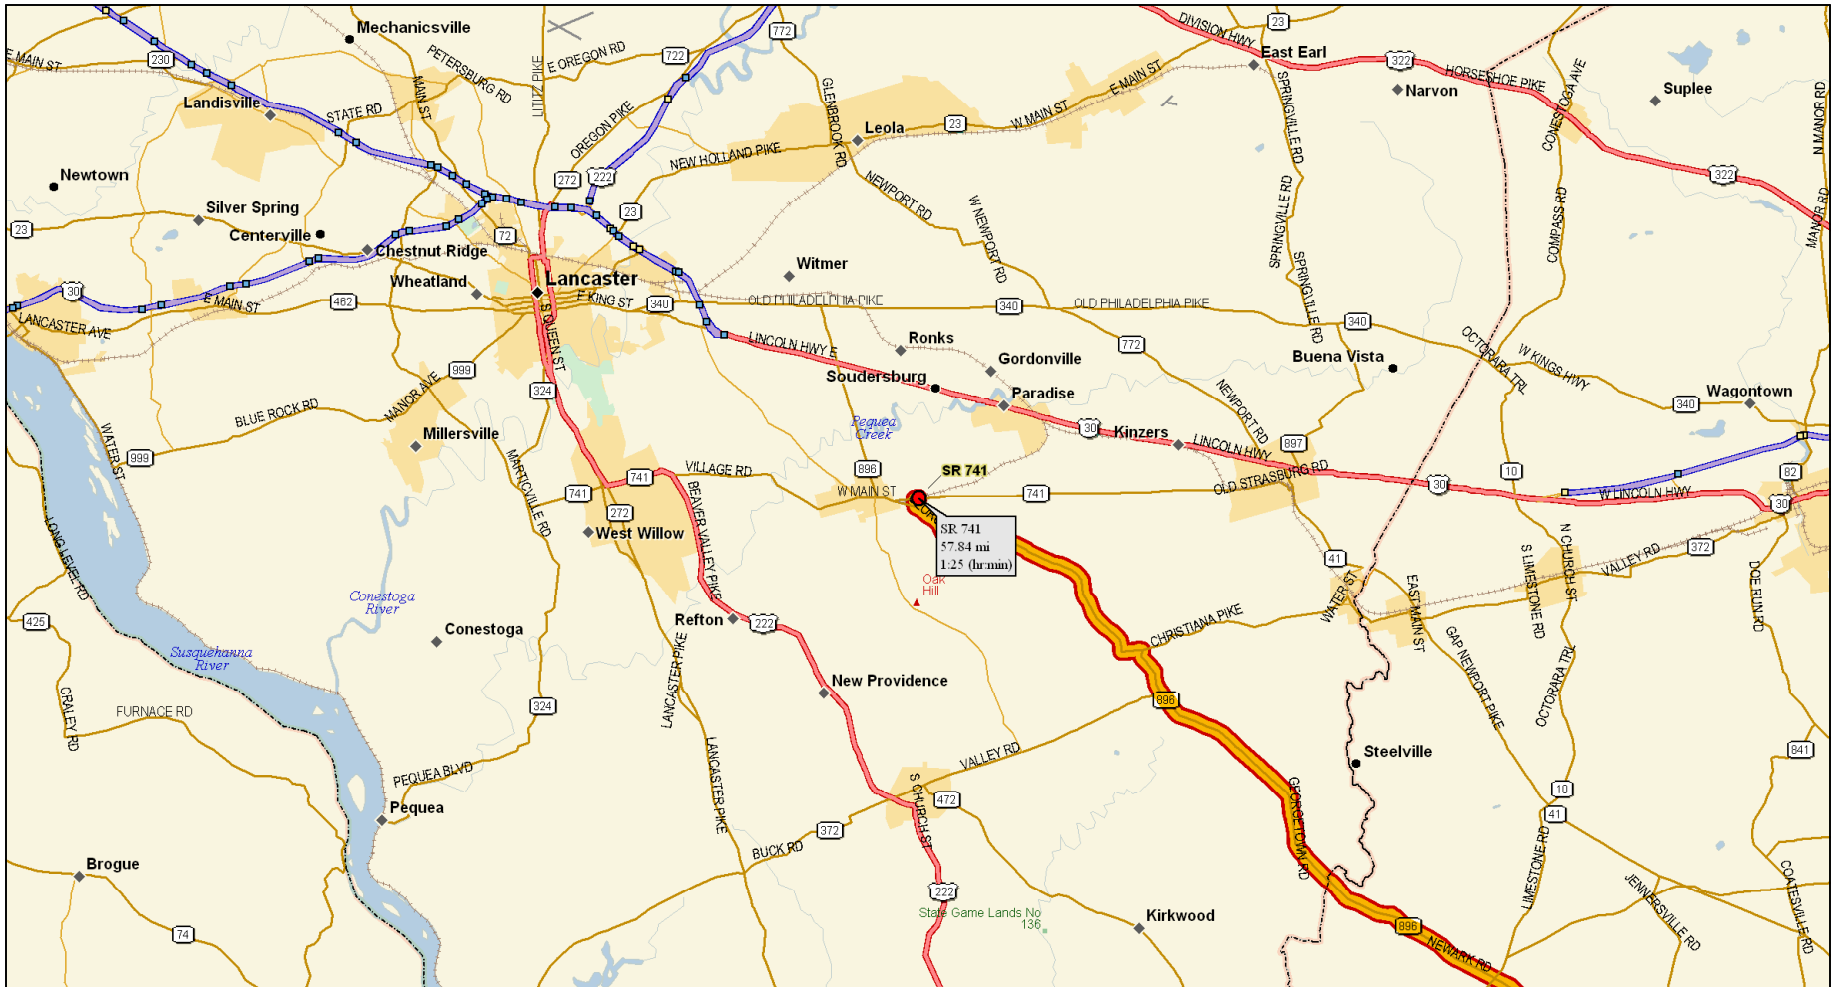 Mechanicsville
DIVISION HWY
23
772
East Earl
E MAIN ST
230
PETERSBURG RD
E OREGON RD
722
322
HORSESHOE PIKE
CONESTOGA AVE
Landisville
STATE RD
MAIN ST
LITITZ PIKE
OREGON PIKE
GLENBROOK RD
W MAIN ST
E MAIN ST
SPRINGVILLE RD
Narvon
Suplee
N MANOR RD
Leola
23
NEW HOLLAND PIKE
Newtown
272
222
NEWPORT RD
W NEWPORT RD
SPRINGVILLE RD
COMPASS RD
322
MANOR RD
Silver Spring
23
Centerville
72
23
Chestnut Ridge
Witmer
SPRINGVILLE RD
Wheatland
Lancaster
30
E MAIN ST
462
E KING ST
340
OLD PHILADELPHIA PIKE
340
OLD PHILADELPHIA PIKE
340
LANCASTER AVE
S QUEEN ST
LINCOLN HWY E
Ronks
772
Buena Vista
OCTORARA TRL
W KINGS HWY
999
MANOR AVE
324
Soudersburg
Gordonville
Paradise
NEWPORT RD
Wagontown
340
BLUE ROCK RD
Millersville
Pequea
Creek
30
Kinzers
LINCOLN HWY
897
WATER ST
999
MARTICVILLE RD
741
VILLAGE RD
896
SR 741
OLD STRASBURG RD
10
30
82
W LINCOLN HWY
30
741
W MAIN ST
741
272
BEAVER VALLEY PIKE
West Willow
SR 741
57.84 mi
1:25 (hr:min)
LONG LEVEL RD
41
S LIMESTONE RD
N CHURCH ST
VALLEY RD
372
DOE RUN RD
Oak
Hill
Conestoga
River
425
Conestoga
Refton
222
CHRISTIANA PIKE
WATER ST
EAST MAIN ST
Susquehanna
River
LANCASTER PIKE
GAP NEWPORT PIKE
OCTORARA TRL
New Providence
CRALEY RD
FURNACE RD
324
896
LANCASTER PIKE
VALLEY RD
Steelville
841
PEQUEA BLVD
Pequea
S CHURCH ST
472
GEORGETOWN RD
10
41
372
BUCK RD
Brogue
222
LIMESTONE RD
JENNERSVILLE RD
COATESVILLE RD
State Game Lands No
136
Kirkwood
74
896
NEWARK RD